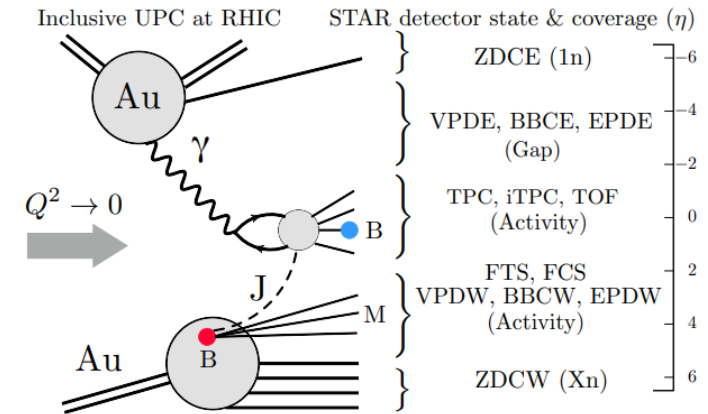 Inclusive UPC at RHIC
STAR detector state & coverage (η)
Au
ZDCE (1n)
−6
γ
VPDE, BBCE, EPDE
(Gap)
−4
−2
Q² → 0
TPC, iTPC, TOF
(Activity)
B
0
J
FTS, FCS
VPDW, BBCW, EPDW
(Activity)
2
M
4
Au
B
ZDCW (Xn)
6